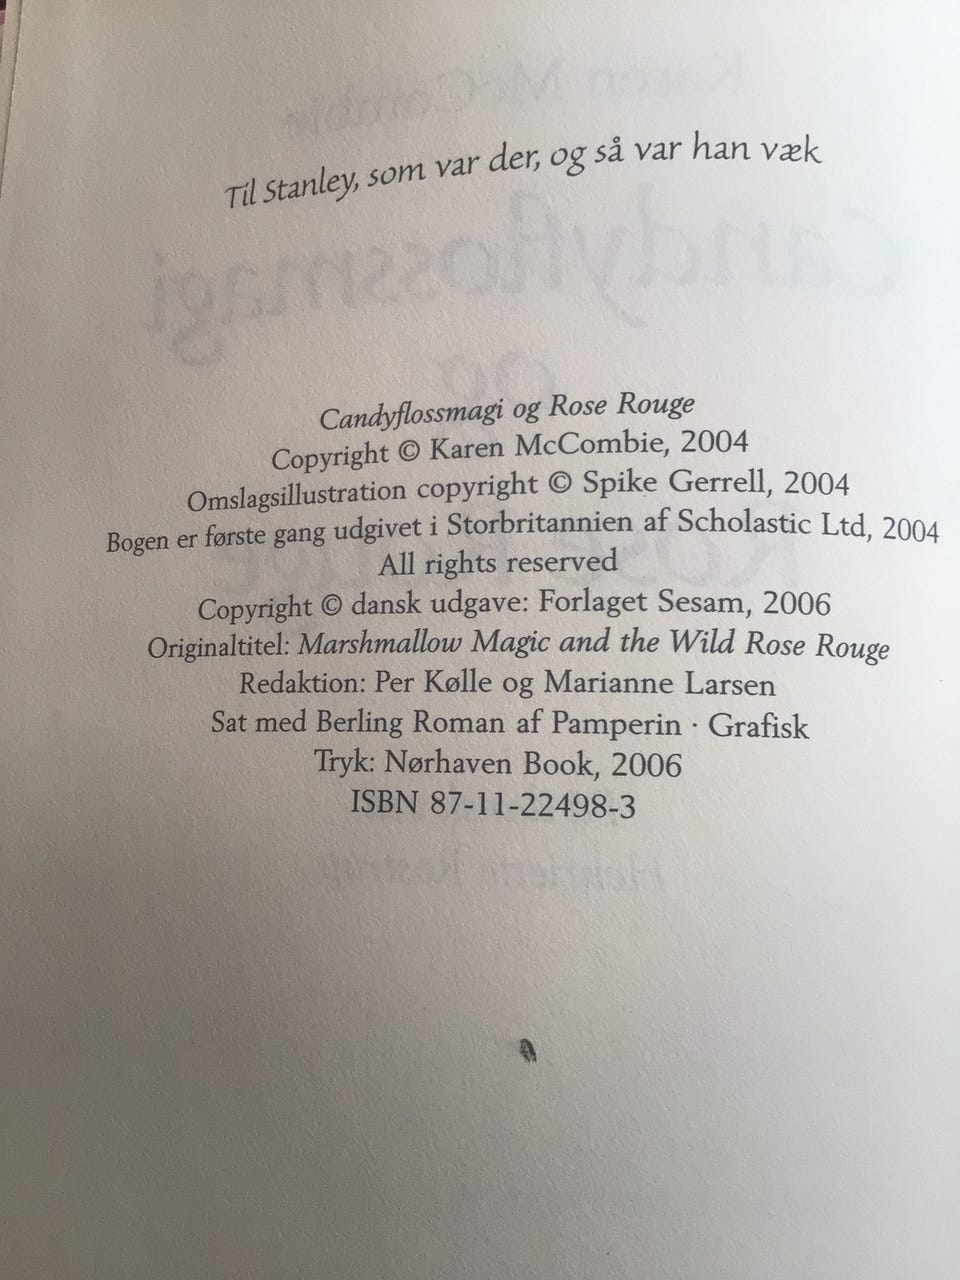 Til Stanley, som var der, og så var han væk
Candyflossmagi og Rose Rouge
Copyright © Karen McCombie, 2004
Omslagsillustration copyright © Spike Gerrell, 2004
Bogen er første gang udgivet i Storbritannien af Scholastic Ltd, 2004
All rights reserved
Copyright © dansk udgave: Forlaget Sesam, 2006
Originaltitel: Marshmallow Magic and the Wild Rose Rouge
Redaktion: Per Kølle og Marianne Larsen
Sat med Berling Roman af Pamperin · Grafisk
Tryk: Nørhaven Book, 2006
ISBN 87-11-22498-3